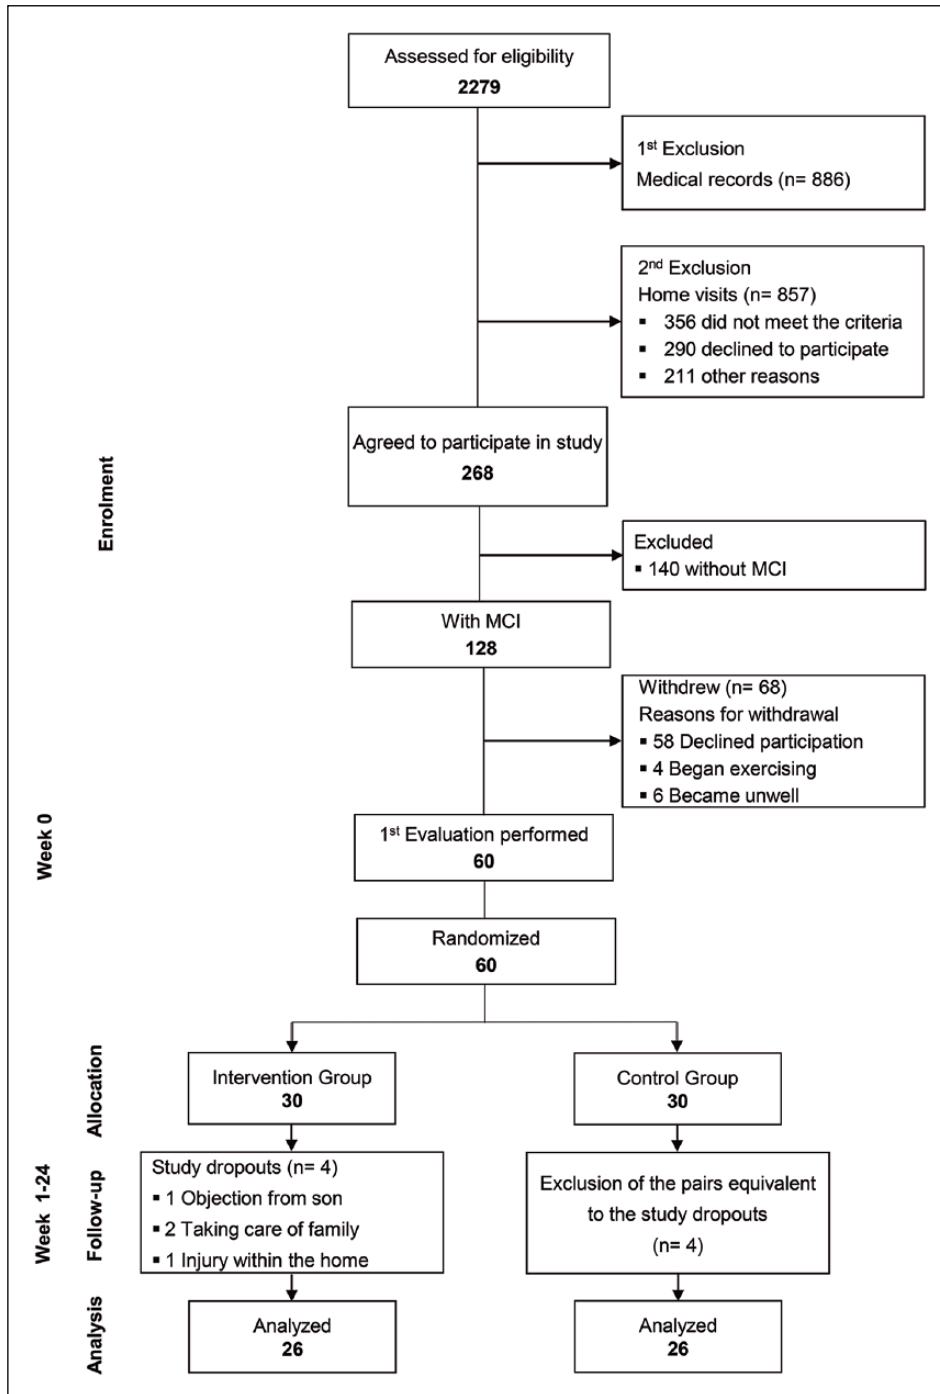 Assessed for eligibility
2279
1st Exclusion
Medical records (n= 886)
2nd Exclusion
Home visits (n= 857)
▪ 356 did not meet the criteria
▪ 290 declined to participate
▪ 211 other reasons
Agreed to participate in study
268
Enrolment
Excluded
▪ 140 without MCI
With MCI
128
Withdrew (n= 68)
Reasons for withdrawal
▪ 58 Declined participation
▪ 4 Began exercising
▪ 6 Became unwell
Week 0
1st Evaluation performed
60
Randomized
60
Allocation
Intervention Group
30
Control Group
30
Week 1-24
Follow-up
Study dropouts (n= 4)
▪ 1 Objection from son
▪ 2 Taking care of family
▪ 1 Injury within the home
Exclusion of the pairs equivalent
to the study dropouts
(n= 4)
Analysis
Analyzed
26
Analyzed
26